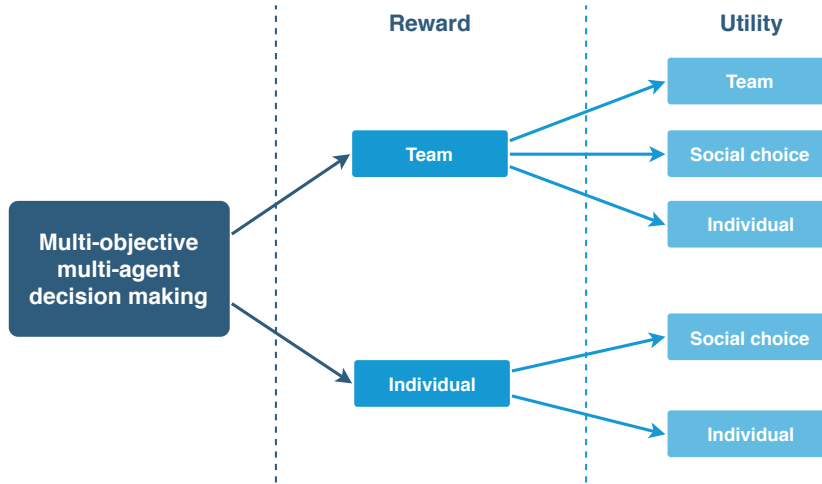 Reward
Utility
Team
Team
Social choice
Individual
Multi-objective
multi-agent
decision making
Individual
Social choice
Individual